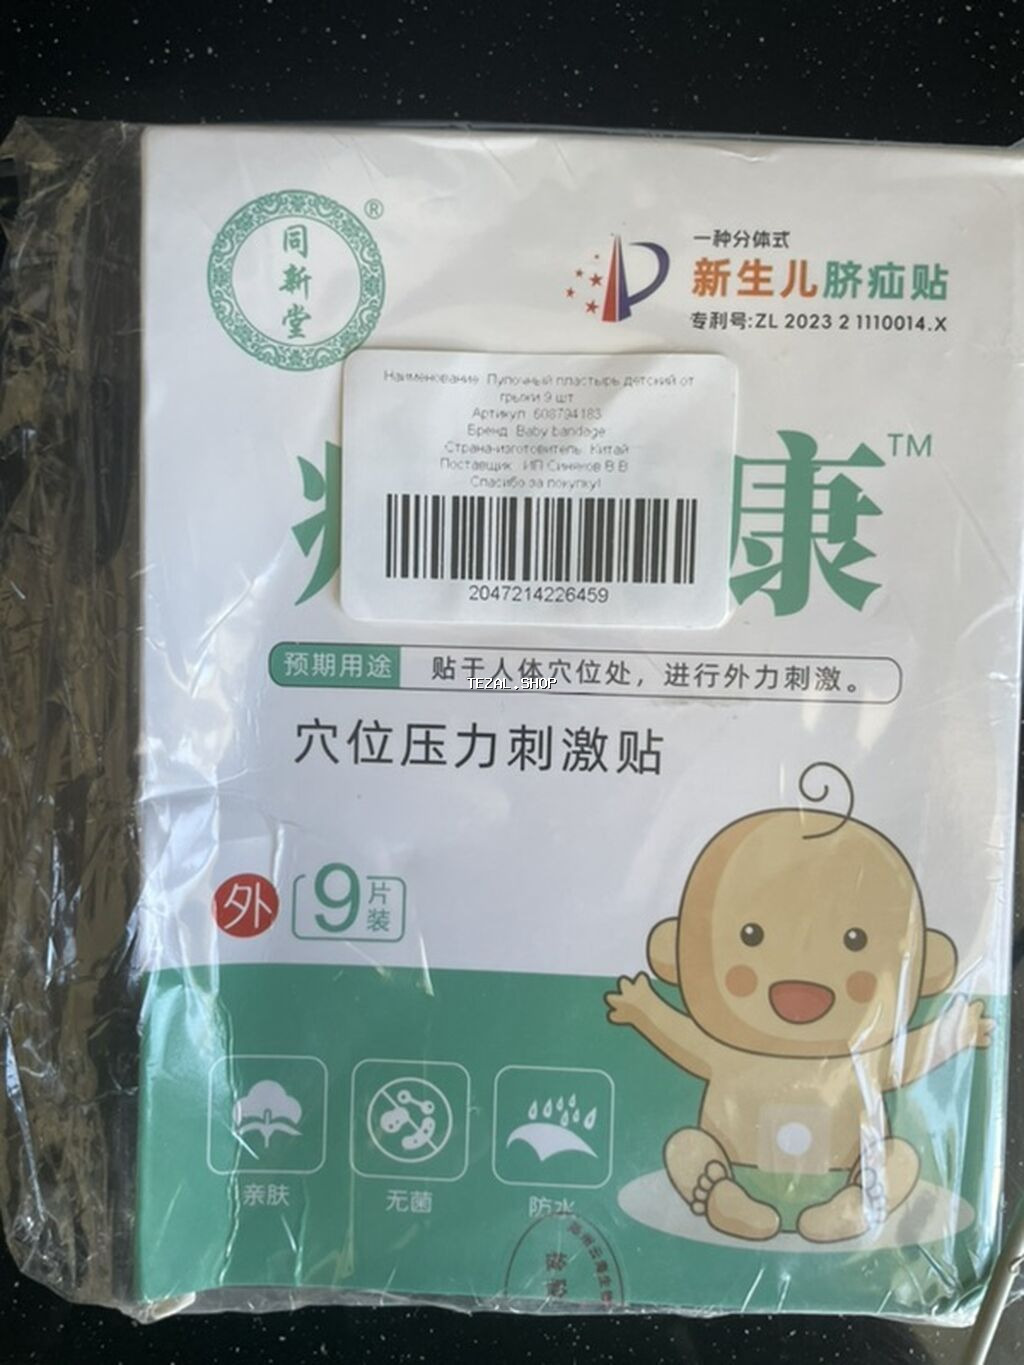 同新堂
®
一种分体式
新生儿脐疝贴
专利号:ZL 2023 2 1110014.X
Наименование: Пупочный пластырь детский от
грыжи 9 шт
Артикул: 608794183
Бренд: Baby bandage
Страна-изготовитель: Китай
Поставщик: ИП Синяков В.В
Спасибо за покупку!
2047214226459
康
TM
预期用途
贴于人体穴位处，进行外力刺激。
TEZAL.SHOP
穴位压力刺激贴
外
9片装
亲肤
无菌
防水